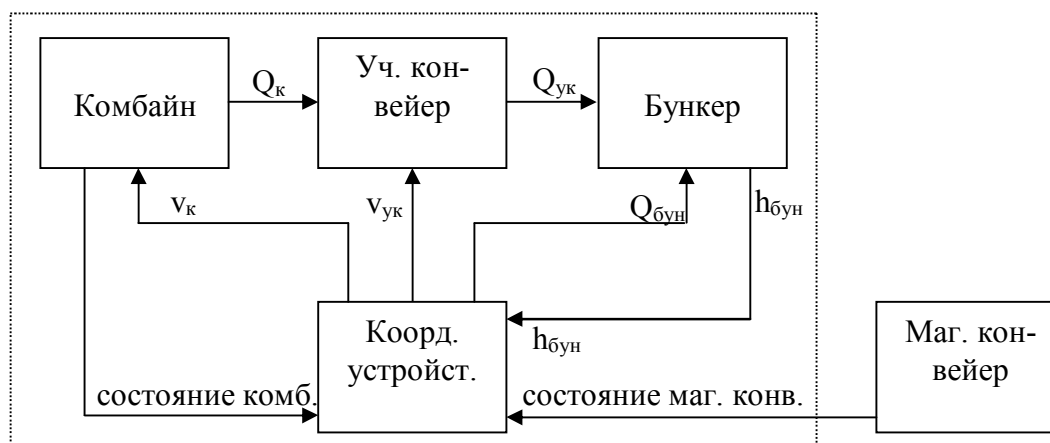 Комбайн
Qк
Уч. кон-
вейер
Qук
Бункер
vк
vук
Qбун
hбун
Коорд.
устройст.
hбун
Маг. кон-
вейер
состояние комб.
состояние маг. конв.